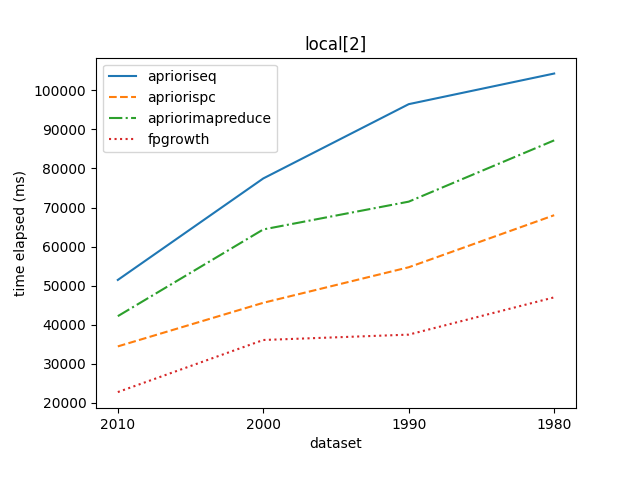 local[2]
aprioriseq
apriorispc
apriorimapreduce
fpgrowth
time elapsed (ms)
100000
90000
80000
70000
60000
50000
40000
30000
20000
2010 2000 1990 1980
dataset